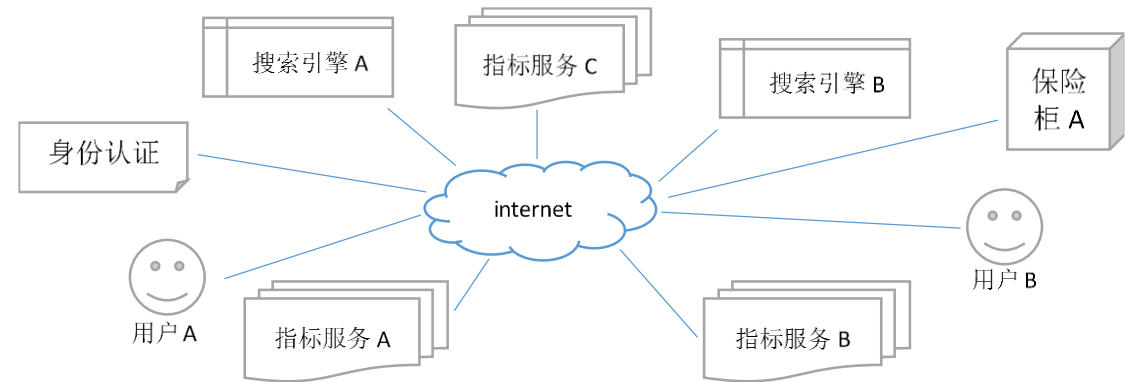 搜索引擎 A
指标服务 C
搜索引擎 B
保险
柜 A
身份认证
internet
用户 A
指标服务 A
指标服务 B
用户 B